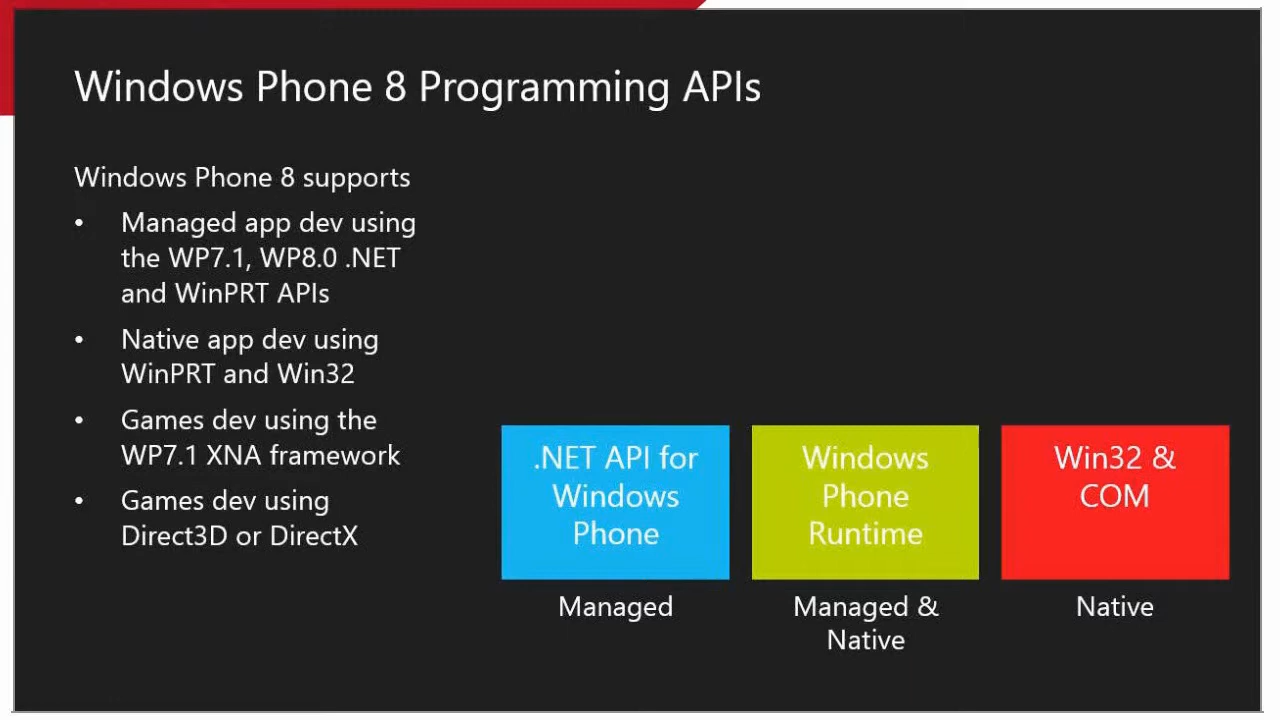 Windows Phone 8 Programming APIs
Windows Phone 8 supports
• Managed app dev using
the WP7.1, WP8.0 .NET
and WinPRT APIs
• Native app dev using
WinPRT and Win32
• Games dev using the
WP7.1 XNA framework
• Games dev using
Direct3D or DirectX
.NET API for
Windows
Phone
Managed
Windows
Phone
Runtime
Managed &
Native
Win32 &
COM
Native